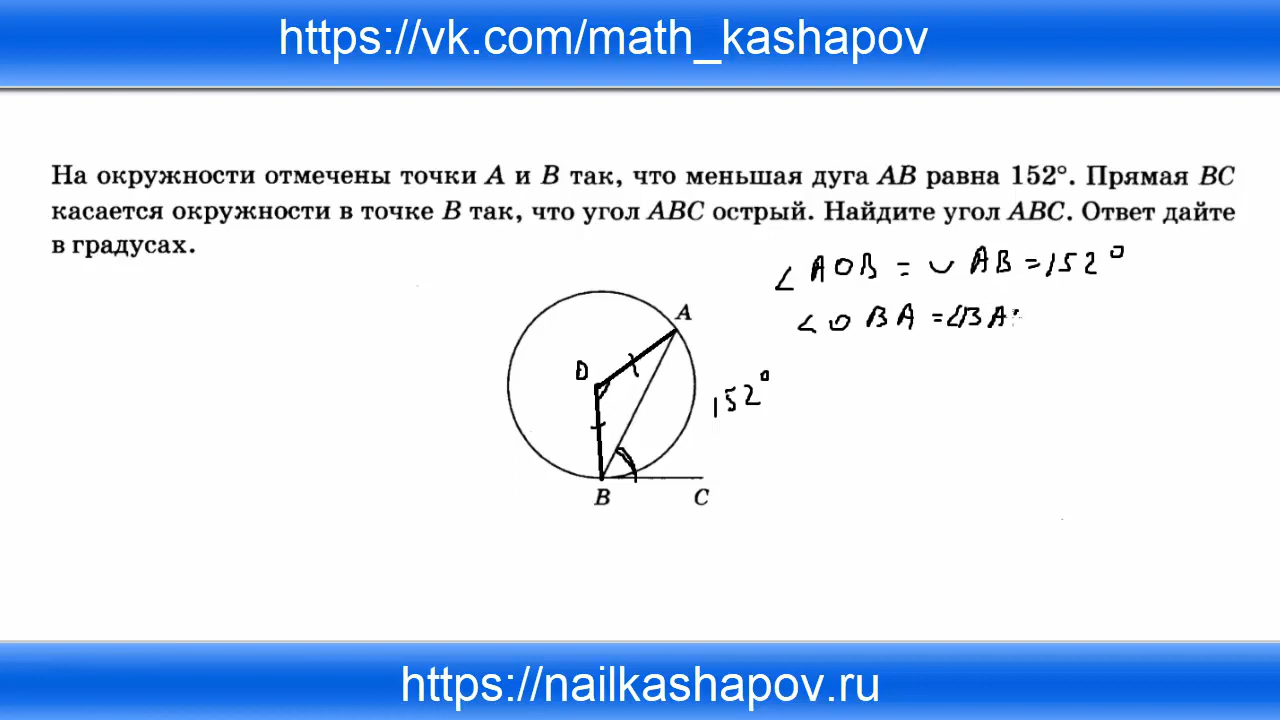 https://vk.com/math_kashapov
На окружности отмечены точки A и B так, что меньшая дуга AB равна 152°. Прямая BC
касается окружности в точке B так, что угол ABC острый. Найдите угол ABC. Ответ дайте
в градусах.
∠AOB = ◡AB = 152°
∠OBA = ∠BA
A
O
152°
B
C
https://nailkashapov.ru